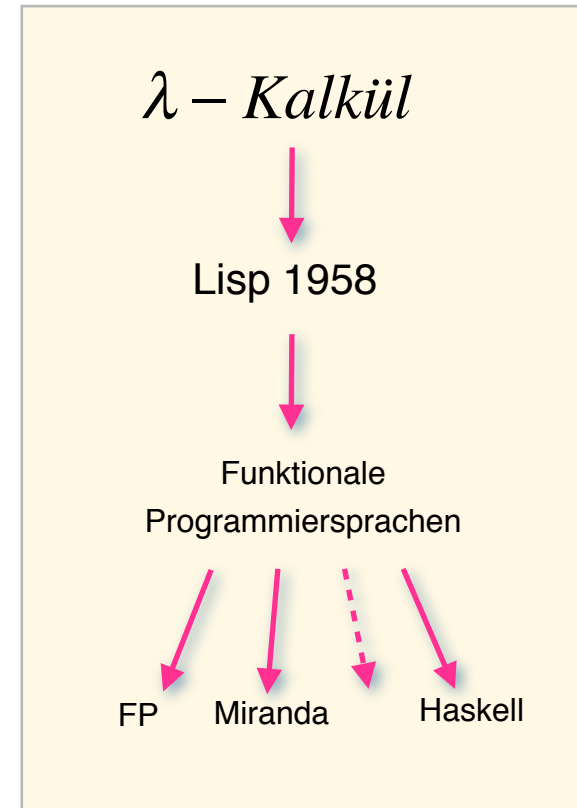 λ – Kalkül
Lisp 1958
Funktionale
Programmiersprachen
FP Miranda Haskell